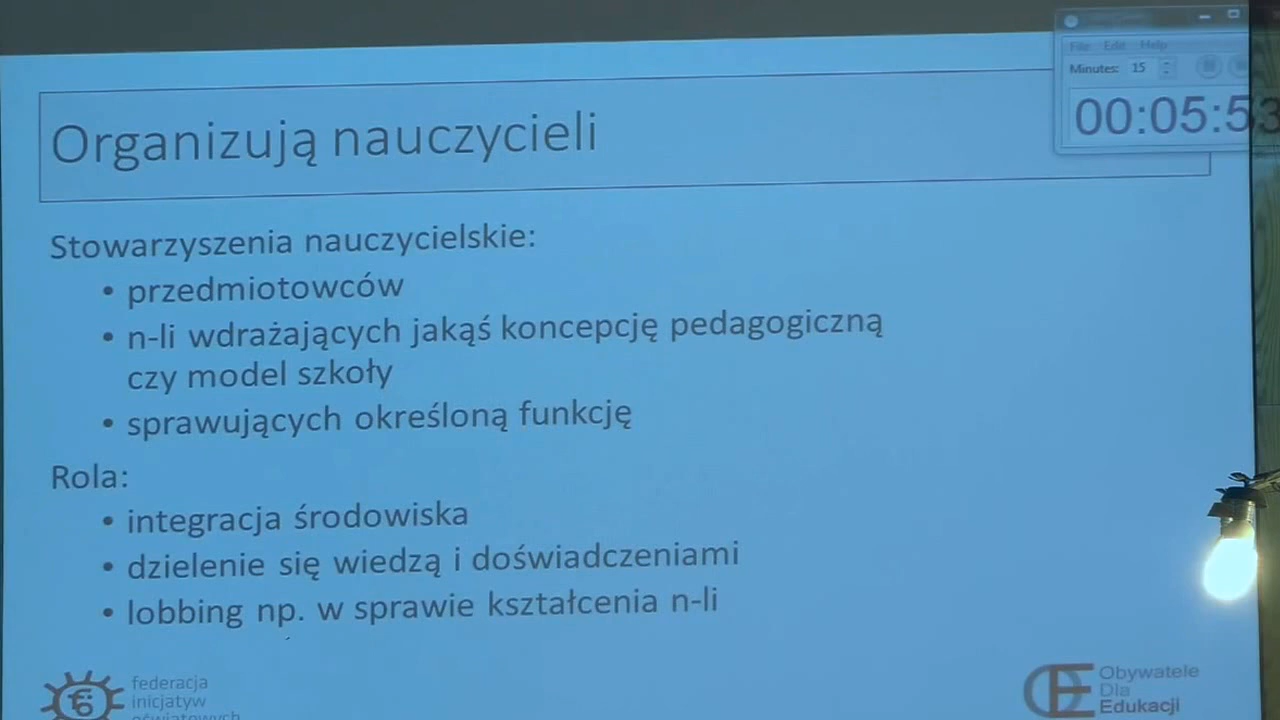 File Edit Help
Minutes: 15
00:05:53
Organizują nauczycieli
Stowarzyszenia nauczycielskie:
• przedmiotowców
• n-li wdrażających jakąś koncepcję pedagogiczną
czy model szkoły
• sprawujących określoną funkcję
Rola:
• integracja środowiska
• dzielenie się wiedzą i doświadczeniami
• lobbing np. w sprawie kształcenia n-li
federacja
inicjatyw
oświatowych
Obywatele
Dla
Edukacji